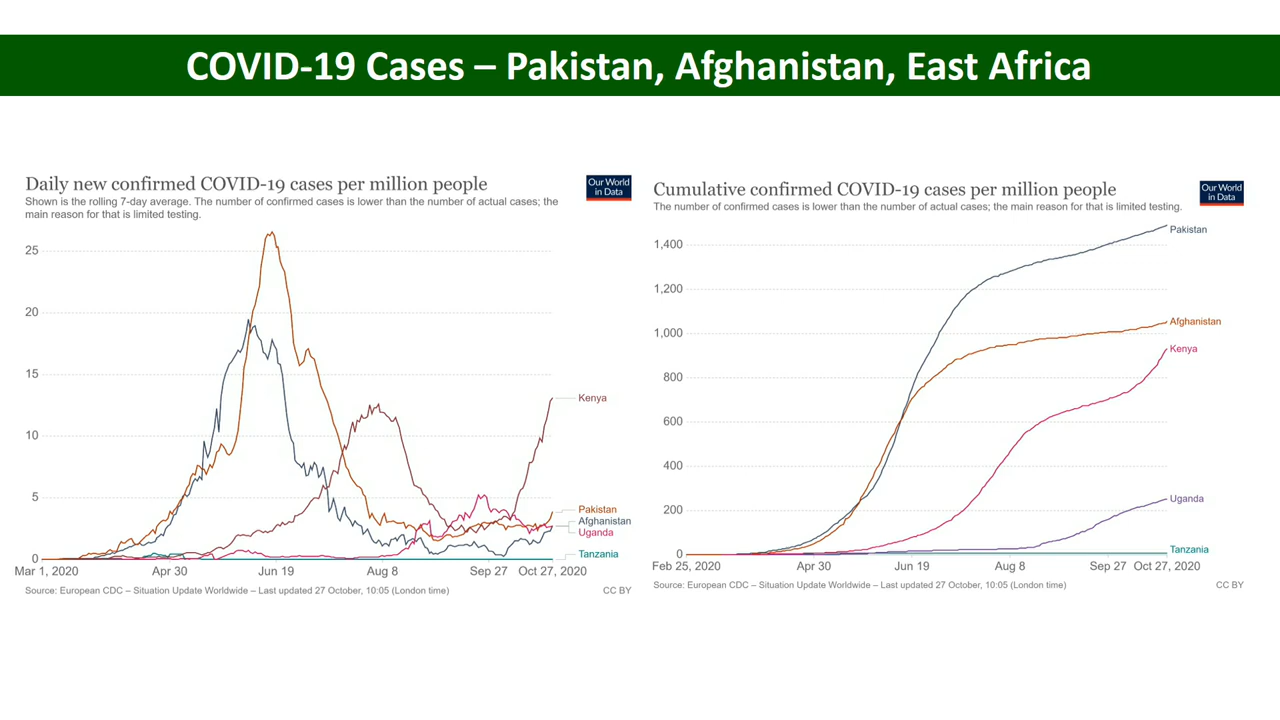 COVID-19 Cases – Pakistan, Afghanistan, East Africa
Daily new confirmed COVID-19 cases per million people
Shown is the rolling 7-day average. The number of confirmed cases is lower than the number of actual cases; the
main reason for that is limited testing.
Our World
in Data
25
20
15
10
5
0
Kenya
Pakistan
Afghanistan
Uganda
Tanzania
Mar 1, 2020
Apr 30
Jun 19
Aug 8
Sep 27
Oct 27, 2020
Source: European CDC – Situation Update Worldwide – Last updated 27 October, 10:05 (London time)
CC BY
Cumulative confirmed COVID-19 cases per million people
The number of confirmed cases is lower than the number of actual cases; the main reason for that is limited testing.
Our World
in Data
1,400
1,200
1,000
800
600
400
200
0
Pakistan
Afghanistan
Kenya
Uganda
Tanzania
Feb 25, 2020
Apr 30
Jun 19
Aug 8
Sep 27
Oct 27, 2020
Source: European CDC – Situation Update Worldwide – Last updated 27 October, 10:05 (London time)
CC BY